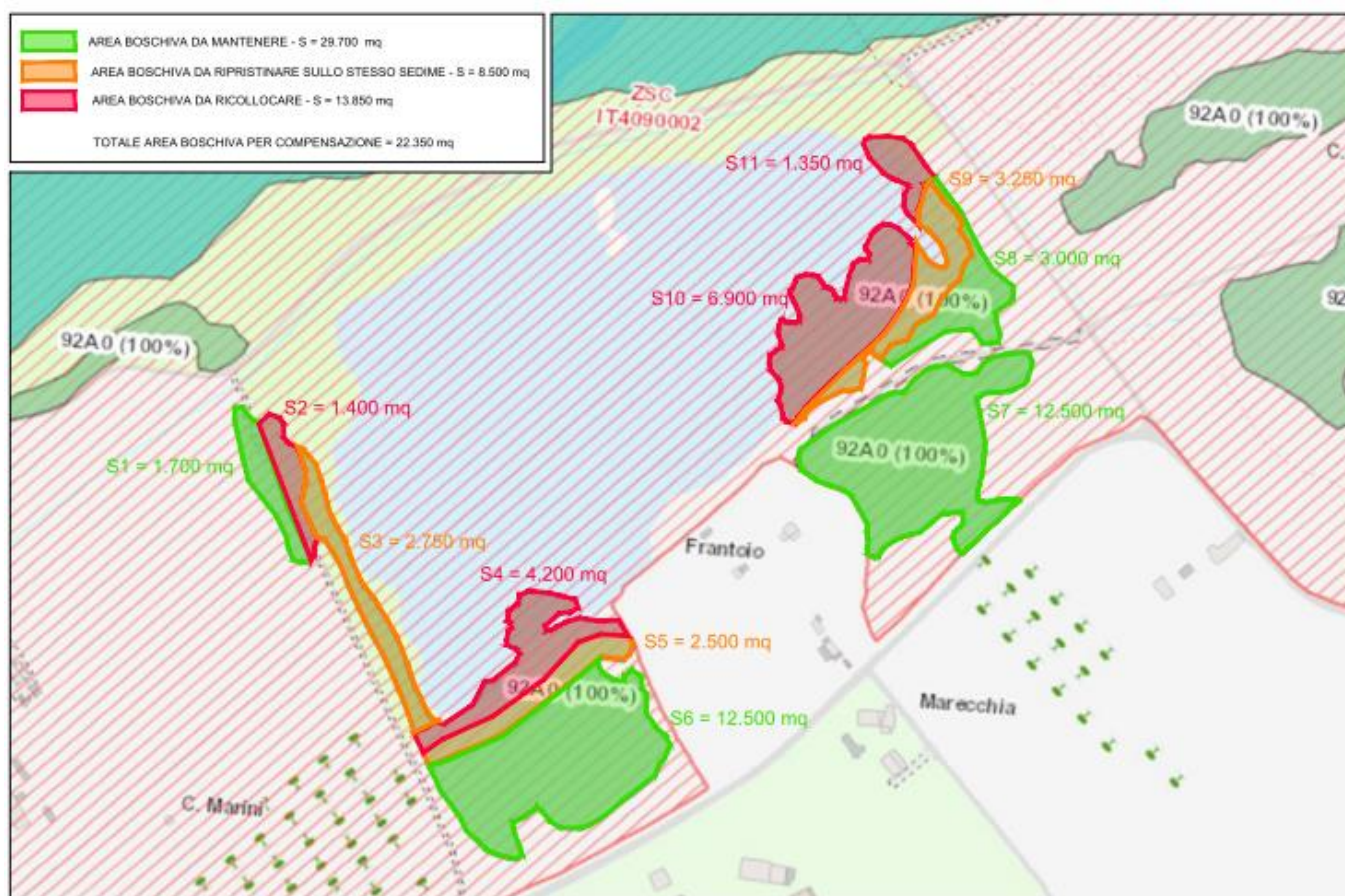 AREA BOSCHIVA DA MANTENERE - S = 29.700 mq
AREA BOSCHIVA DA RIPRISTINARE SULLO STESSO SEDIME - S = 8.500 mq
AREA BOSCHIVA DA RICOLLOCARE - S = 13.850 mq
TOTALE AREA BOSCHIVA PER COMPENSAZIONE = 22.350 mq
ZSC
IT4090002
92A0 (100%)
C.
S11 = 1.350 mq
S9 = 3.250 mq
S8 = 3.000 mq
S10 = 6.900 mq
92A0 (100%)
92
92A0 (100%)
S2 = 1.400 mq
S7 = 12.500 mq
S1 = 1.700 mq
92A0 (100%)
S3 = 2.750 mq
Frantoio
S4 = 4.200 mq
S5 = 2.500 mq
92A0 (100%)
S6 = 12.500 mq
Marecchia
C. Marini